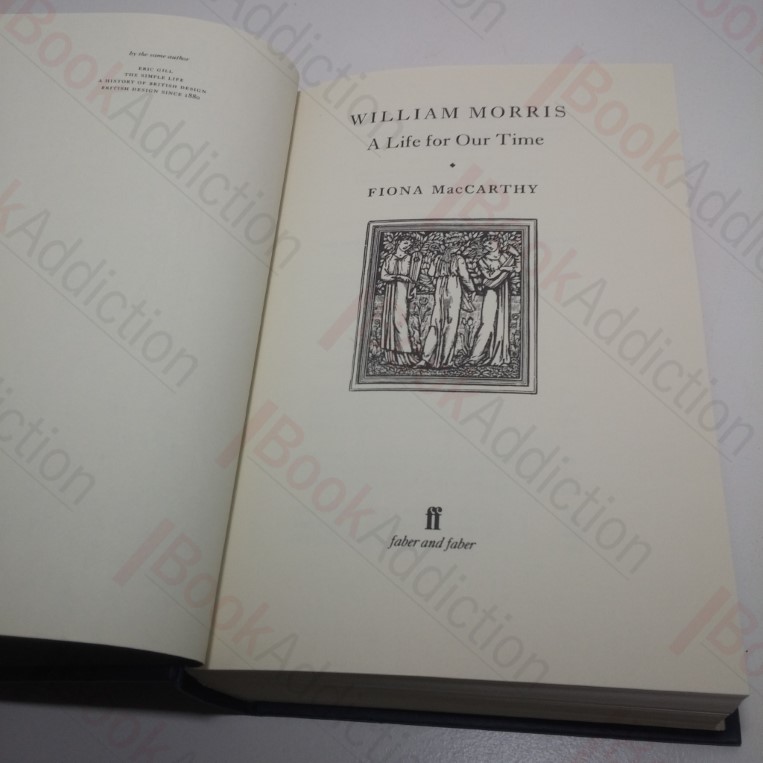 by the same author
ERIC GILL
THE SIMPLE LIFE
A HISTORY OF BRITISH DESIGN
BRITISH DESIGN SINCE 1880
WILLIAM MORRIS
A Life for Our Time
FIONA MacCARTHY
ff
faber and faber
BookAddiction